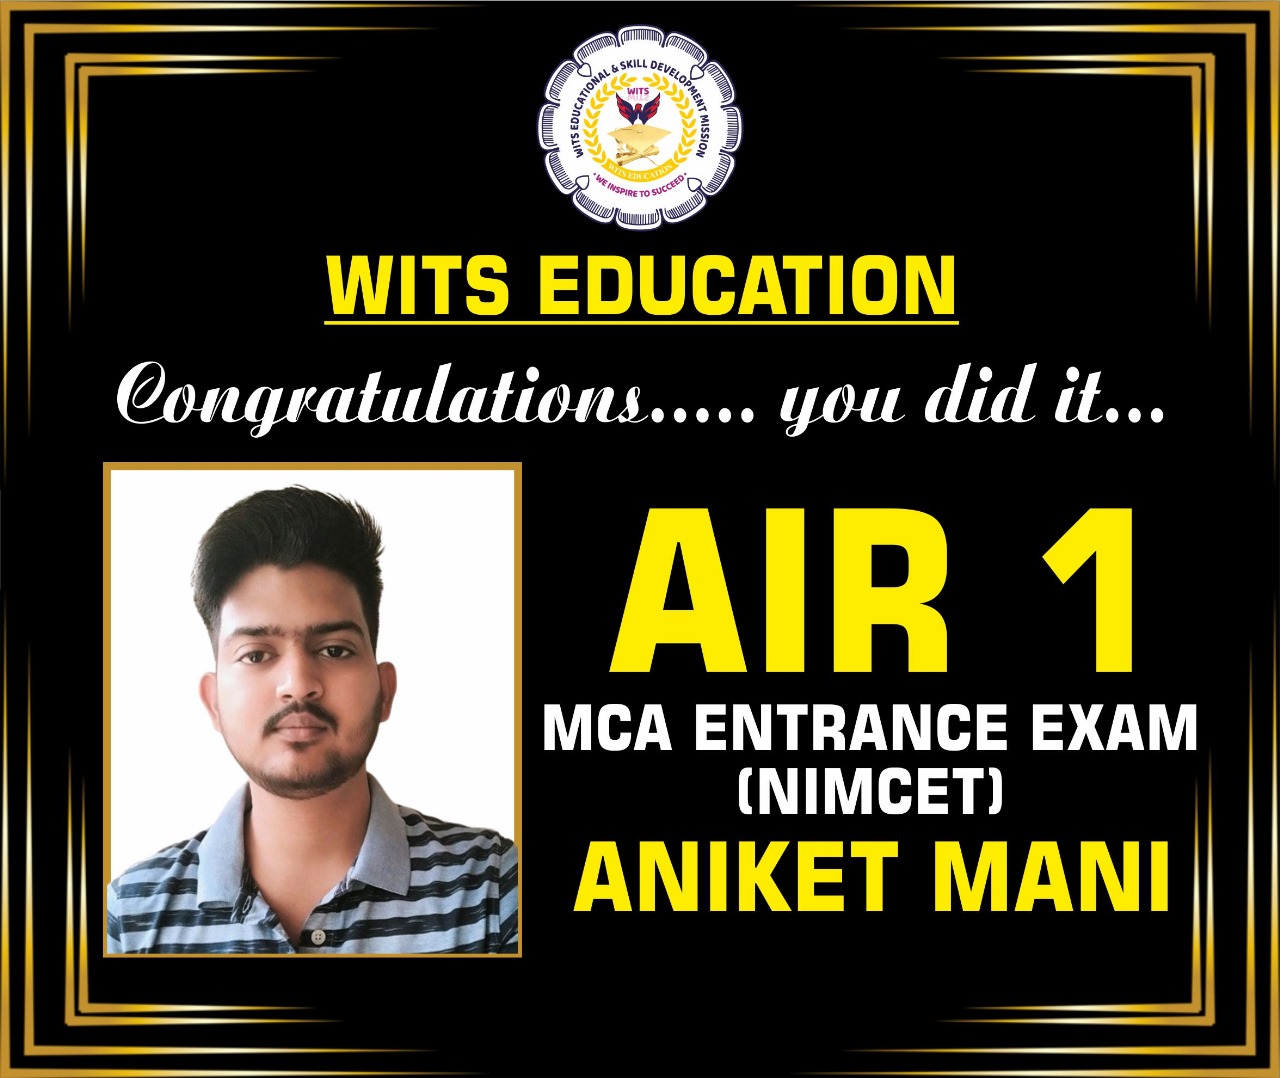 WITS EDUCATIONAL & SKILL DEVELOPMENT MISSION
WITS
WITS EDUCATION
• WE INSPIRE TO SUCCEED •
WITS EDUCATION
Congratulations..... you did it...
AIR 1
MCA ENTRANCE EXAM
(NIMCET)
ANIKET MANI